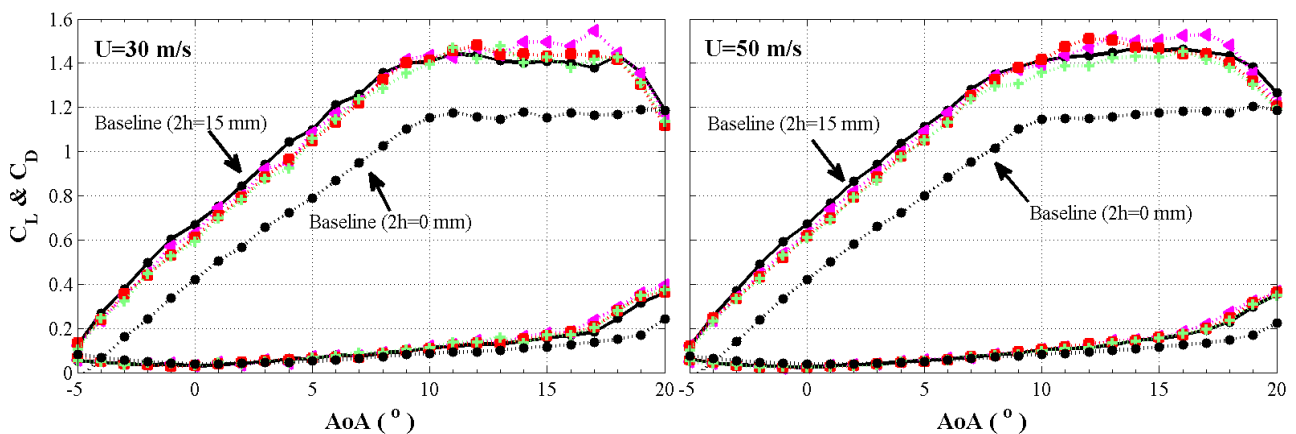 U=30 m/s
Baseline (2h=15 mm)
Baseline (2h=0 mm)
C_L & C_D
1.6
1.4
1.2
1
0.8
0.6
0.4
0.2
0
-5
0
5
10
15
20
AoA ( ° )
U=50 m/s
Baseline (2h=15 mm)
Baseline (2h=0 mm)
-5
0
5
10
15
20
AoA ( ° )